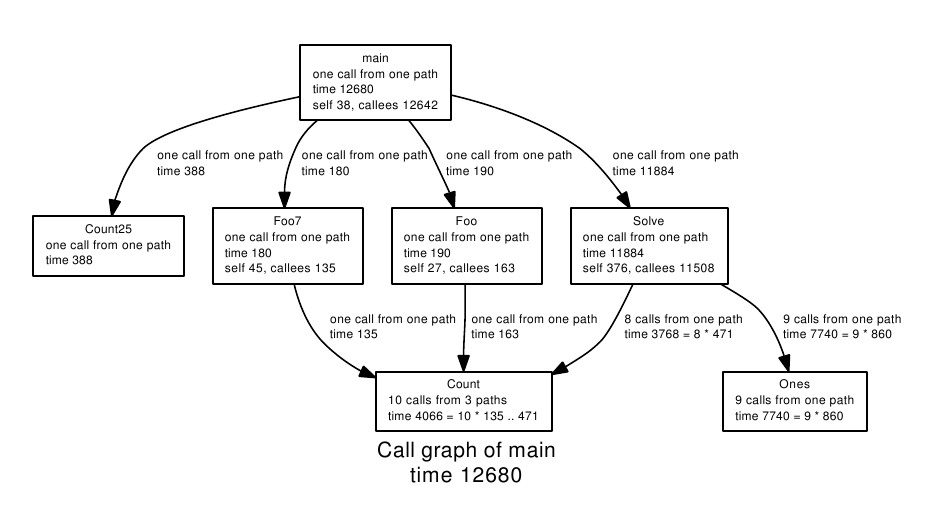 main
one call from one path
time 12680
self 38, callees 12642
one call from one path
time 388
one call from one path
time 180
one call from one path
time 190
one call from one path
time 11884
Count25
one call from one path
time 388
Foo7
one call from one path
time 180
self 45, callees 135
Foo
one call from one path
time 190
self 27, callees 163
Solve
one call from one path
time 11884
self 376, callees 11508
one call from one path
time 135
one call from one path
time 163
8 calls from one path
time 3768 = 8 * 471
9 calls from one path
time 7740 = 9 * 860
Count
10 calls from 3 paths
time 4066 = 10 * 135 .. 471
Ones
9 calls from one path
time 7740 = 9 * 860
Call graph of main
time 12680